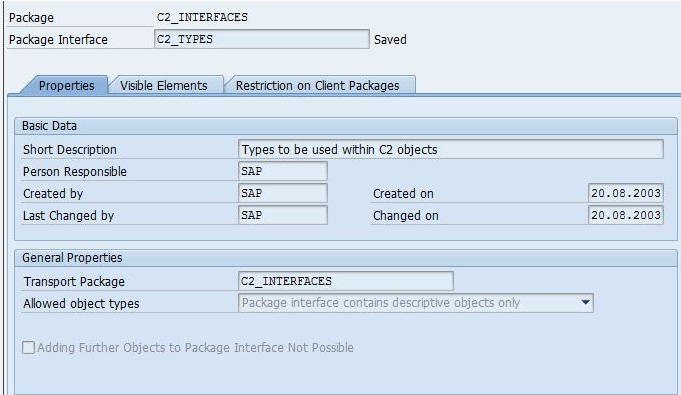 Package C2_INTERFACES
Package Interface C2_TYPES Saved
Properties Visible Elements Restriction on Client Packages
Basic Data
Short Description Types to be used within C2 objects
Person Responsible SAP
Created by SAP Created on 20.08.2003
Last Changed by SAP Changed on 20.08.2003
General Properties
Transport Package C2_INTERFACES
Allowed object types Package interface contains descriptive objects only
Adding Further Objects to Package Interface Not Possible